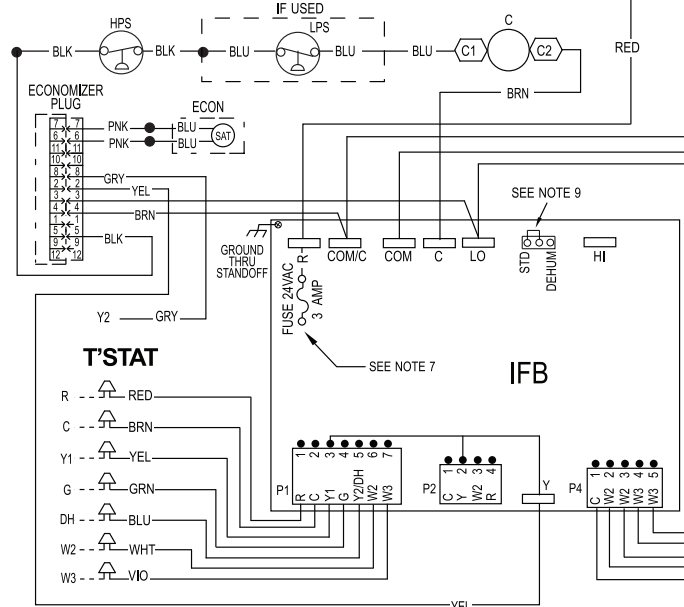 IF USED
HPS
LPS
C
BLK
BLK
BLU
BLU
BLU
C1
C2
RED
BRN
ECONOMIZER
PLUG
ECON
7 7
6 6
11 11
10 10
8 8
2 2
3 3
4 4
1 1
5 5
9 9
12 12
PNK
BLU
PNK
BLU
SAT
GRY
YEL
BRN
BLK
SEE NOTE 9
GROUND
THRU
STANDOFF
R
COM/C
COM
C
LO
STD
DEHUM
HI
FUSE 24VAC
3 AMP
Y2
GRY
SEE NOTE 7
IFB
T'STAT
R
RED
C
BRN
Y1
YEL
G
GRN
DH
BLU
W2
WHT
W3
VIO
P1
1 2 3 4 5 6 7
R C Y1 G Y2/DH W2 W3
P2
1 2 3 4
C Y W2 R
Y
P4
1 2 3 4 5
C W2 W2 W3 W3
YEL